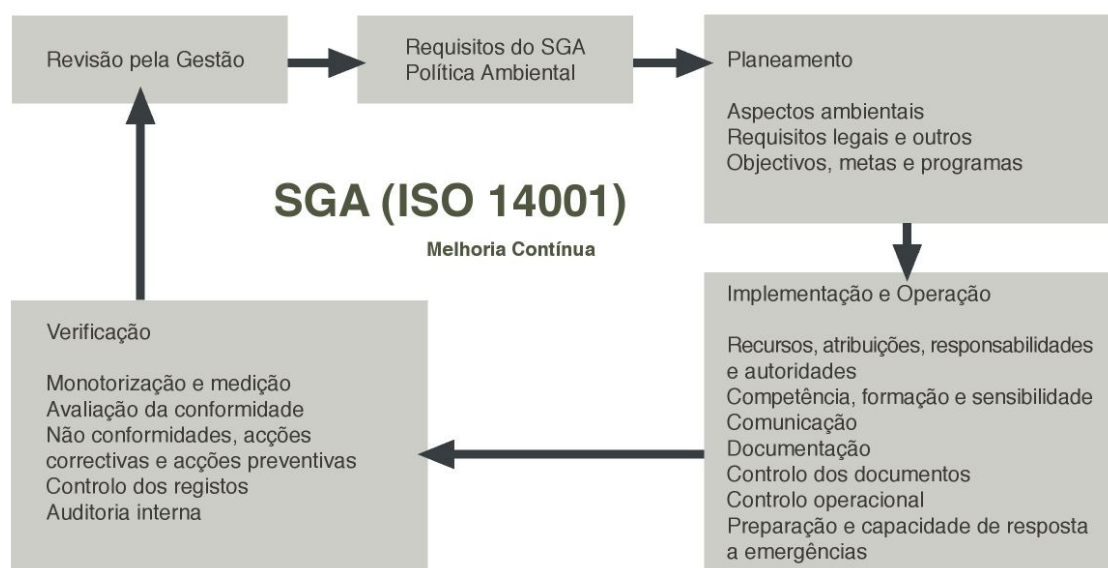 Revisão pela Gestão
Requisitos do SGA
Política Ambiental
Planeamento
Aspectos ambientais
Requisitos legais e outros
Objectivos, metas e programas
SGA (ISO 14001)
Melhoria Contínua
Implementação e Operação
Recursos, atribuições, responsabilidades
e autoridades
Competência, formação e sensibilidade
Comunicação
Documentação
Controlo dos documentos
Controlo operacional
Preparação e capacidade de resposta
a emergências
Verificação
Monotorização e medição
Avaliação da conformidade
Não conformidades, acções
correctivas e acções preventivas
Controlo dos registos
Auditoria interna